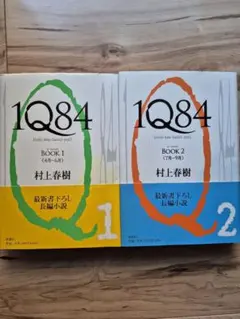 1Q84
BOOK 1
〈4月-6月〉
村上春樹
最新書下ろし
長編小説
1
1Q84
BOOK 2
〈7月-9月〉
村上春樹
最新書下ろし
長編小説
2